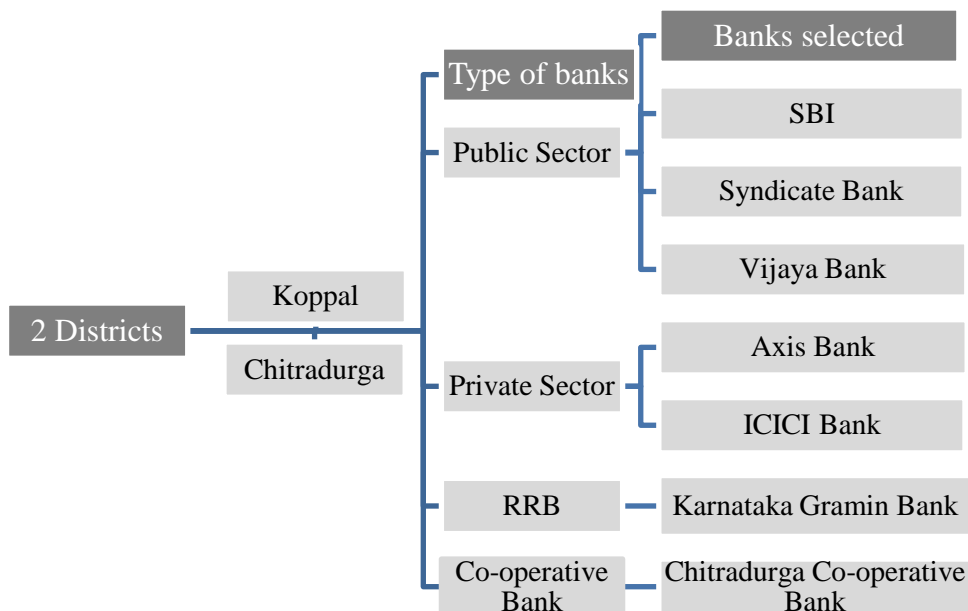 2 Districts
Koppal
Chitradurga
Type of banks
Public Sector
Private Sector
RRB
Co-operative
Bank
Banks selected
SBI
Syndicate Bank
Vijaya Bank
Axis Bank
ICICI Bank
Karnataka Gramin Bank
Chitradurga Co-operative
Bank